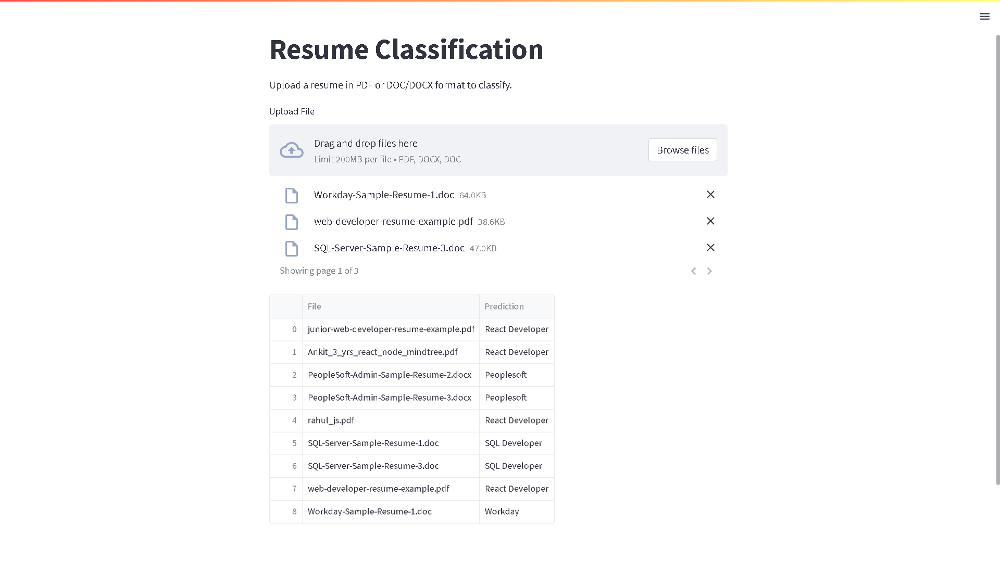 Resume Classification
Upload a resume in PDF or DOC/DOCX format to classify.
Upload File
Drag and drop files here
Limit 200MB per file • PDF, DOCX, DOC
Browse files
Workday-Sample-Resume-1.doc 64.0KB
web-developer-resume-example.pdf 38.6KB
SQL-Server-Sample-Resume-3.doc 47.0KB
Showing page 1 of 3
File Prediction
0 junior-web-developer-resume-example.pdf React Developer
1 Ankit_3_yrs_react_node_mindtree.pdf React Developer
2 PeopleSoft-Admin-Sample-Resume-2.docx Peoplesoft
3 PeopleSoft-Admin-Sample-Resume-3.docx Peoplesoft
4 rahul_js.pdf React Developer
5 SQL-Server-Sample-Resume-1.doc SQL Developer
6 SQL-Server-Sample-Resume-3.doc SQL Developer
7 web-developer-resume-example.pdf React Developer
8 Workday-Sample-Resume-1.doc Workday